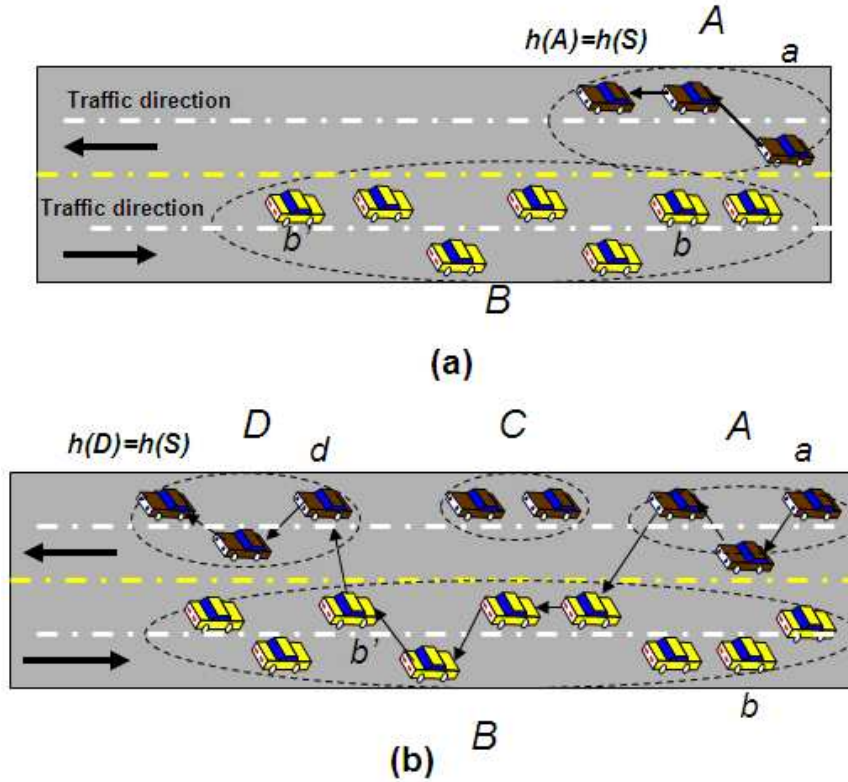 A
h(A)=h(S)
a
Traffic direction
Traffic direction
b'
b
B
(a)
D
C
A
h(D)=h(S)
d
a
b'
b
B
(b)